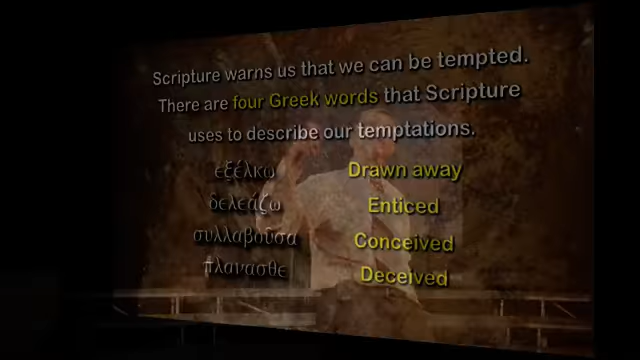 Scripture warns us that we can be tempted.
There are four Greek words that Scripture
uses to describe our temptations.
εξέλκω Drawn away
δελεάζω Enticed
συλλαβοῦσα Conceived
πλανασθε Deceived